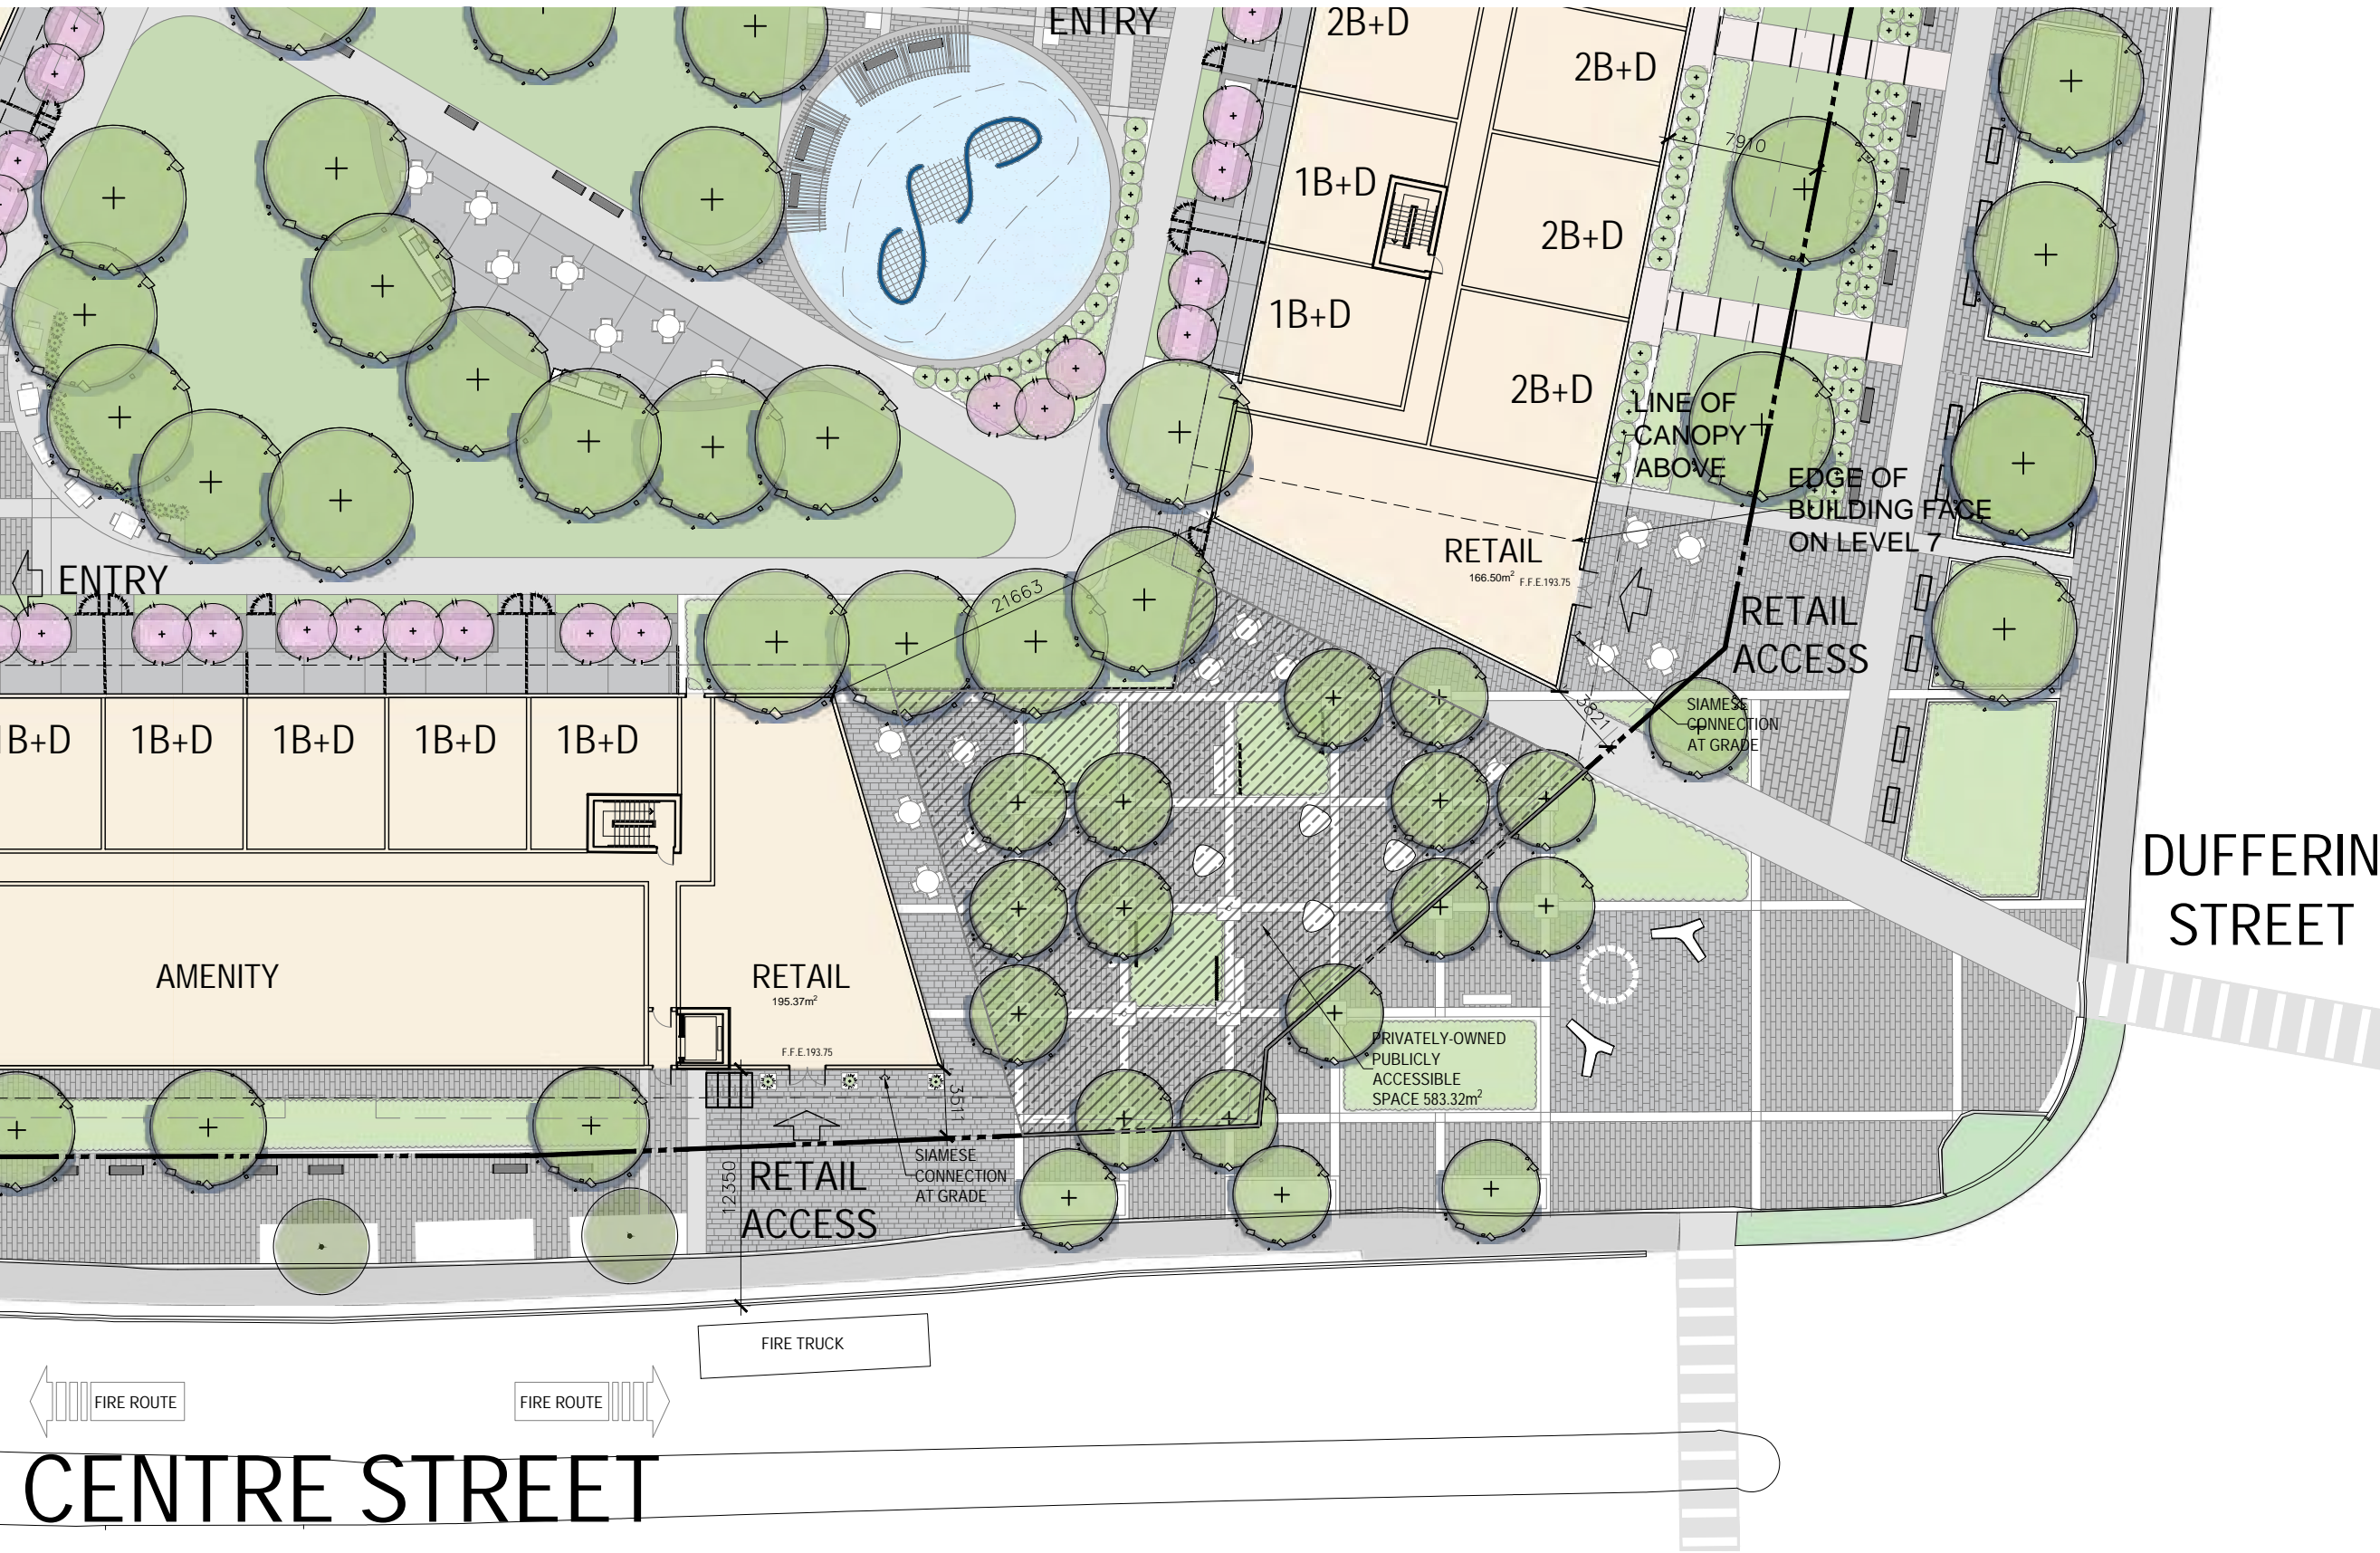 ENTRY
2B+D
2B+D
7910
1B+D
2B+D
1B+D
2B+D
LINE OF
CANOPY
ABOVE
EDGE OF
BUILDING FACE
ON LEVEL 7
RETAIL
166.50m²
F.F.E.193.75
ENTRY
21663
RETAIL
ACCESS
SIAMESE
CONNECTION
AT GRADE
3821
1B+D
1B+D
1B+D
1B+D
1B+D
DUFFERIN
STREET
AMENITY
RETAIL
195.37m²
F.F.E.193.75
3511
PRIVATELY-OWNED
PUBLICLY
ACCESSIBLE
SPACE 583.32m²
12350
RETAIL
ACCESS
SIAMESE
CONNECTION
AT GRADE
FIRE TRUCK
FIRE ROUTE
FIRE ROUTE
CENTRE STREET